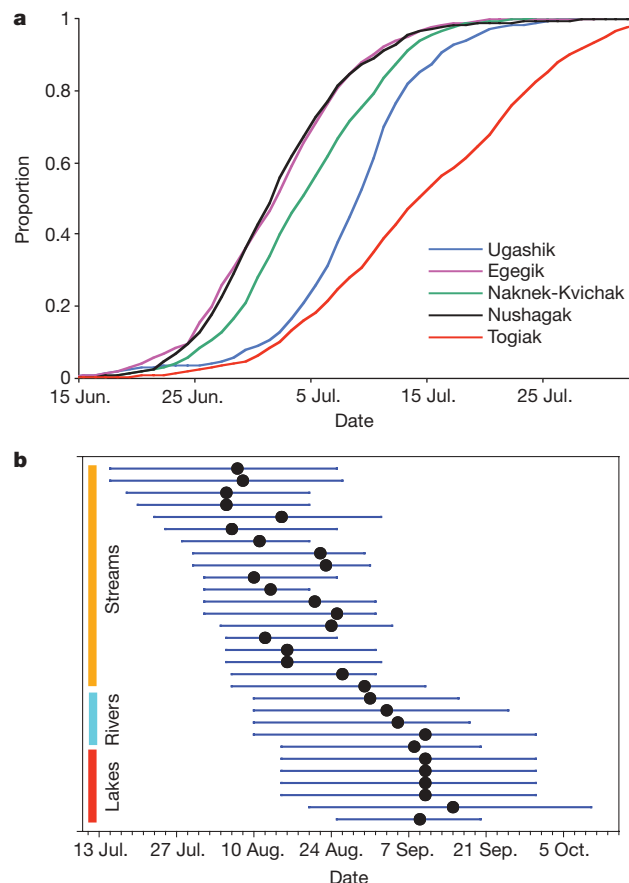 a
1
0.8
0.6
0.4
0.2
0
Proportion
Ugashik
Egegik
Naknek-Kvichak
Nushagak
Togiak
15 Jun. 25 Jun. 5 Jul. 15 Jul. 25 Jul.
Date
b
Streams
Rivers
Lakes
13 Jul. 27 Jul. 10 Aug. 24 Aug. 7 Sep. 21 Sep. 5 Oct.
Date